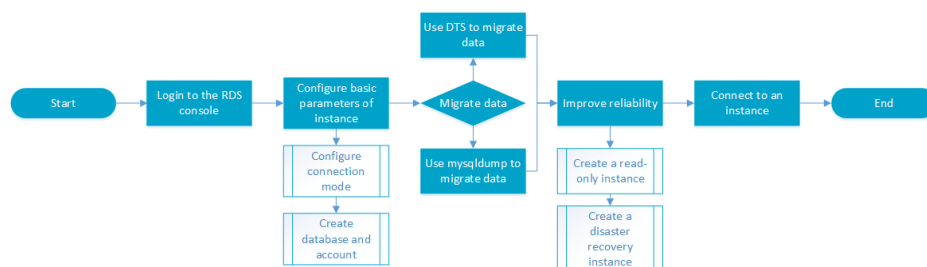 Start
Login to the RDS
console
Configure basic
parameters of
instance
Configure
connection
mode
Create
database and
account
Use DTS to migrate
data
Migrate data
Use mysqldump to
migrate data
Improve reliability
Create a read-
only instance
Create a
disaster
recovery
instance
Connect to an
instance
End